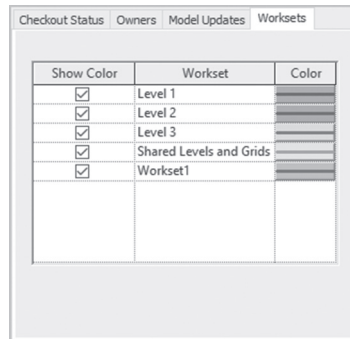 Checkout Status Owners Model Updates Worksets
Show Color Workset Color
Level 1
Level 2
Level 3
Shared Levels and Grids
Workset1